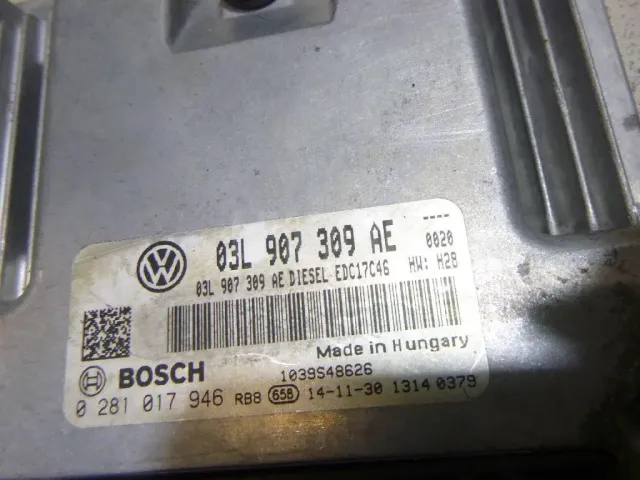 03L 907 309 AE ----
0020
03L 907 309 AE DIESEL EDC17C46 HW: H28
Made in Hungary
BOSCH 1039S48626
0 281 017 946 RB8 658 14-11-30 1314 0379